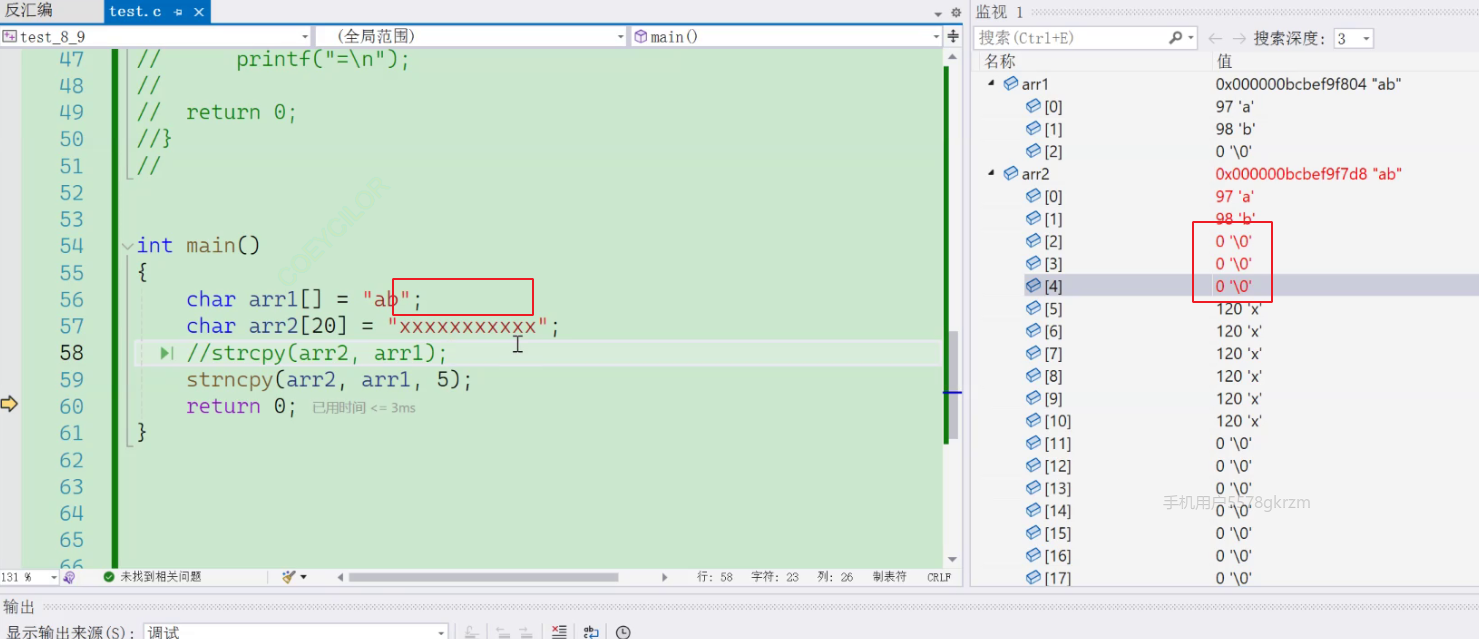 反汇编
test.c
test_8_9
(全局范围)
main()
47 // printf("=\n");
48 //
49 // return 0;
50 //}
51 //
52
53
54 int main()
55 {
56 char arr1[] = "ab";
57 char arr2[20] = "xxxxxxxxxxx";
58 //strcpy(arr2, arr1);
59 strncpy(arr2, arr1, 5);
60 return 0; 已用时间 <= 3ms
61 }
62
63
64
65
66
131 %
未找到相关问题
行: 58 字符: 23 列: 26 制表符 CRLF
监视 1
搜索(Ctrl+E)
搜索深度: 3
名称 值
arr1 0x000000bcbef9f804 "ab"
[0] 97 'a'
[1] 98 'b'
[2] 0 '\0'
arr2 0x000000bcbef9f7d8 "ab"
[0] 97 'a'
[1] 98 'b'
[2] 0 '\0'
[3] 0 '\0'
[4] 0 '\0'
[5] 120 'x'
[6] 120 'x'
[7] 120 'x'
[8] 120 'x'
[9] 120 'x'
[10] 120 'x'
[11] 0 '\0'
[12] 0 '\0'
[13] 0 '\0'
[14] 0 '\0'
[15] 0 '\0'
[16] 0 '\0'
[17] 0 '\0'
手机用户5578gkrzm
输出
显示输出来源(S): 调试